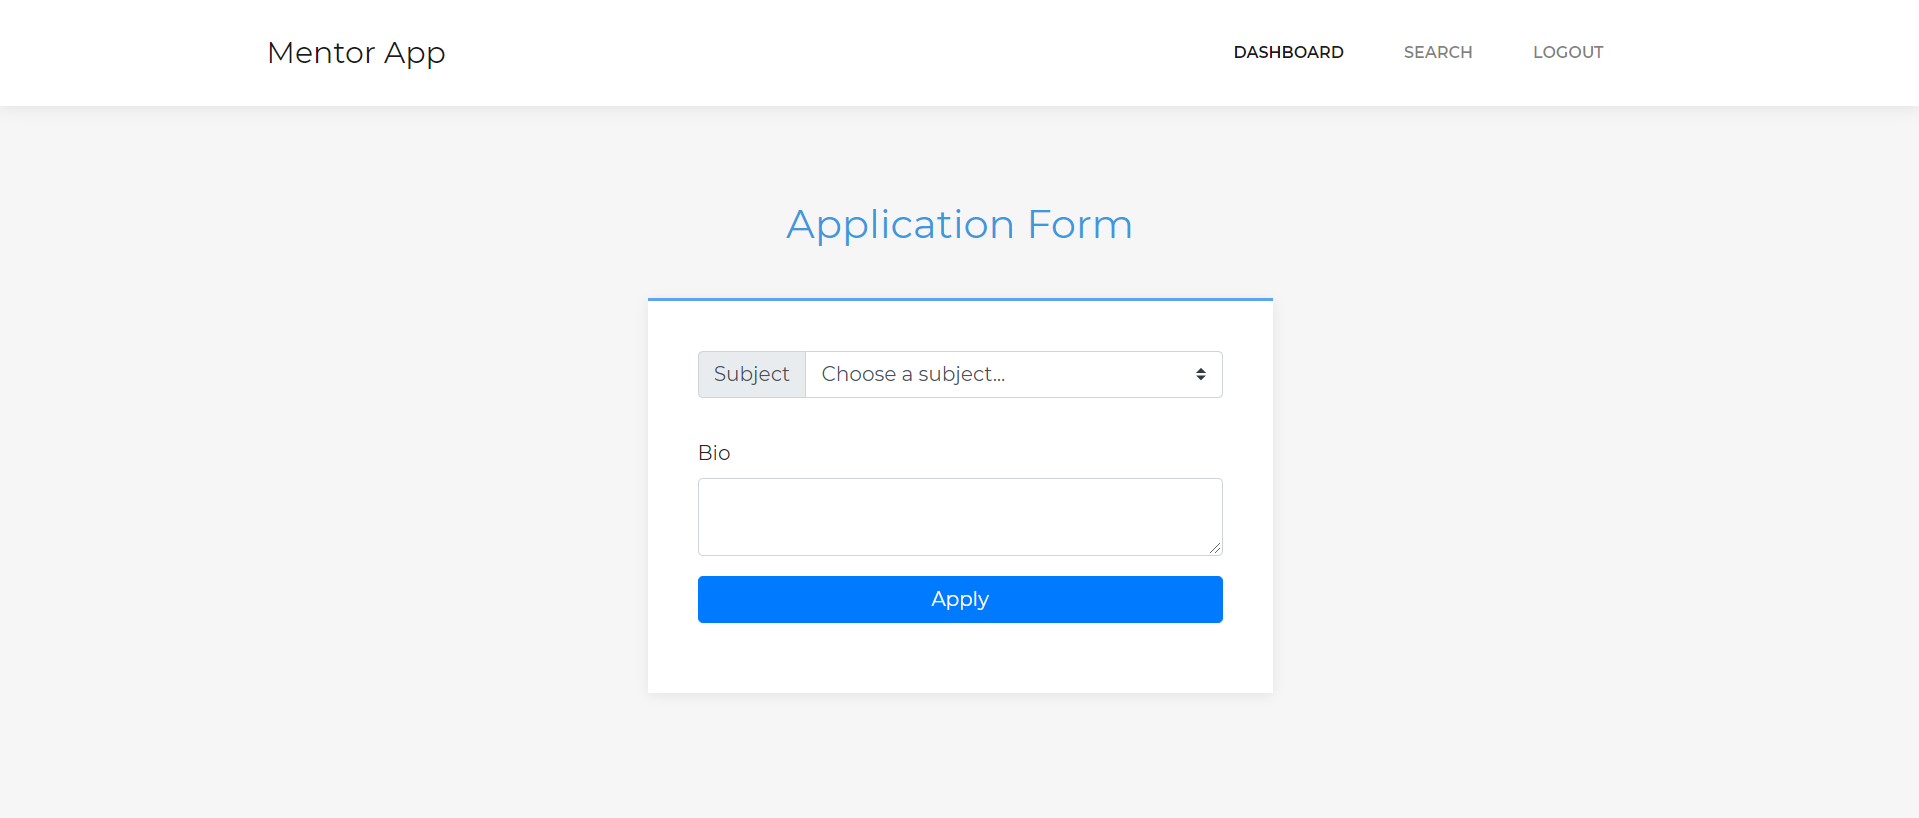 Mentor App
DASHBOARD SEARCH LOGOUT
Application Form
Subject Choose a subject...
Bio
Apply